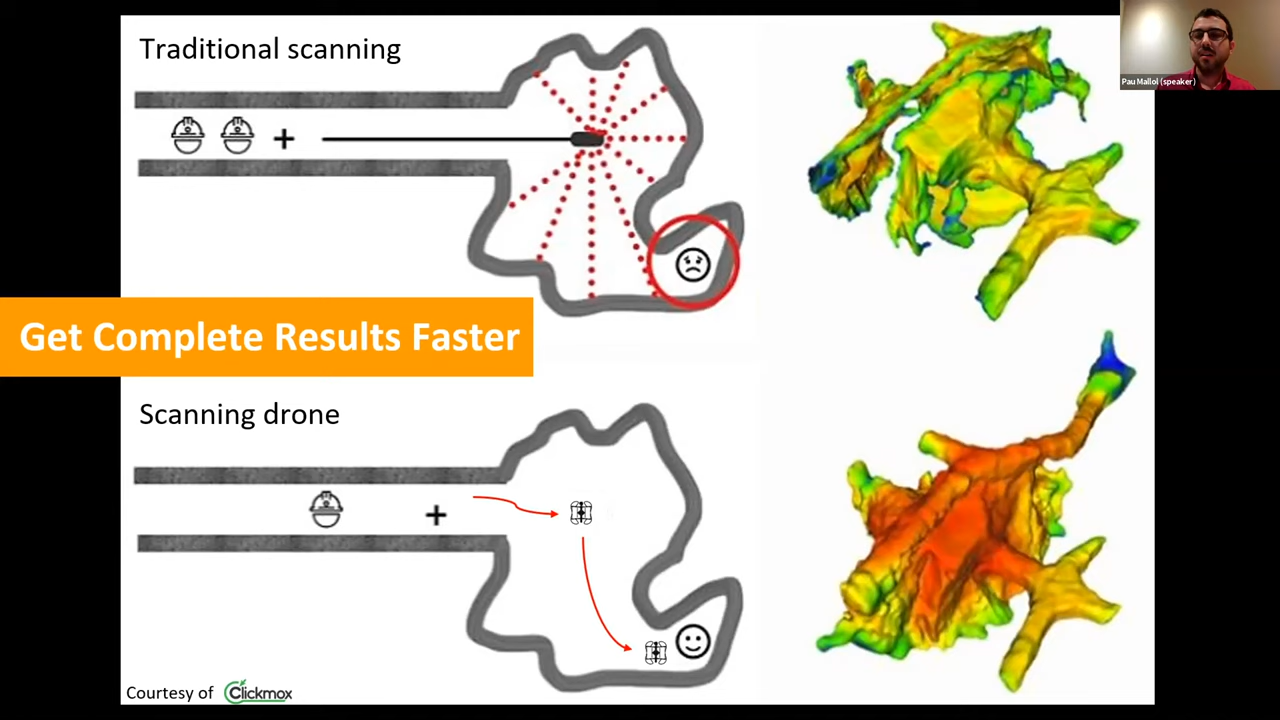 Traditional scanning
Pau Mallol (speaker)
+
Get Complete Results Faster
Scanning drone
+
Courtesy of Clickmox